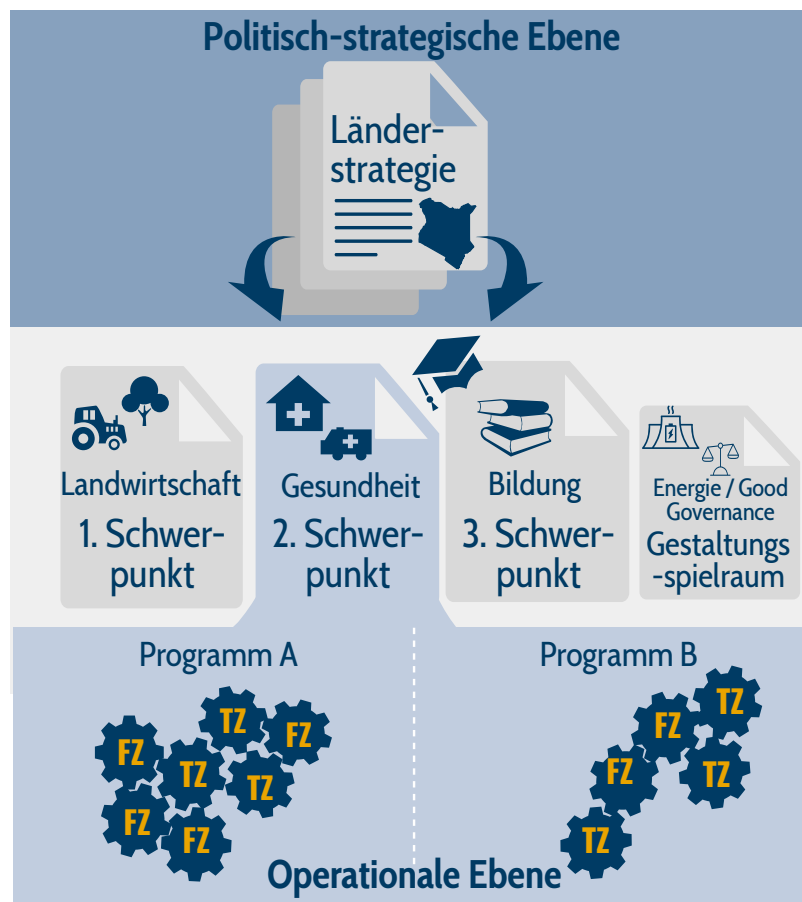 Politisch-strategische Ebene
Länder-
strategie
Landwirtschaft
1. Schwer-
punkt
Gesundheit
2. Schwer-
punkt
Bildung
3. Schwer-
punkt
Energie / Good
Governance
Gestaltungs
-spielraum
Programm A
TZ
FZ
FZ
TZ
TZ
FZ
FZ
Programm B
TZ
FZ
FZ
TZ
TZ
Operationale Ebene